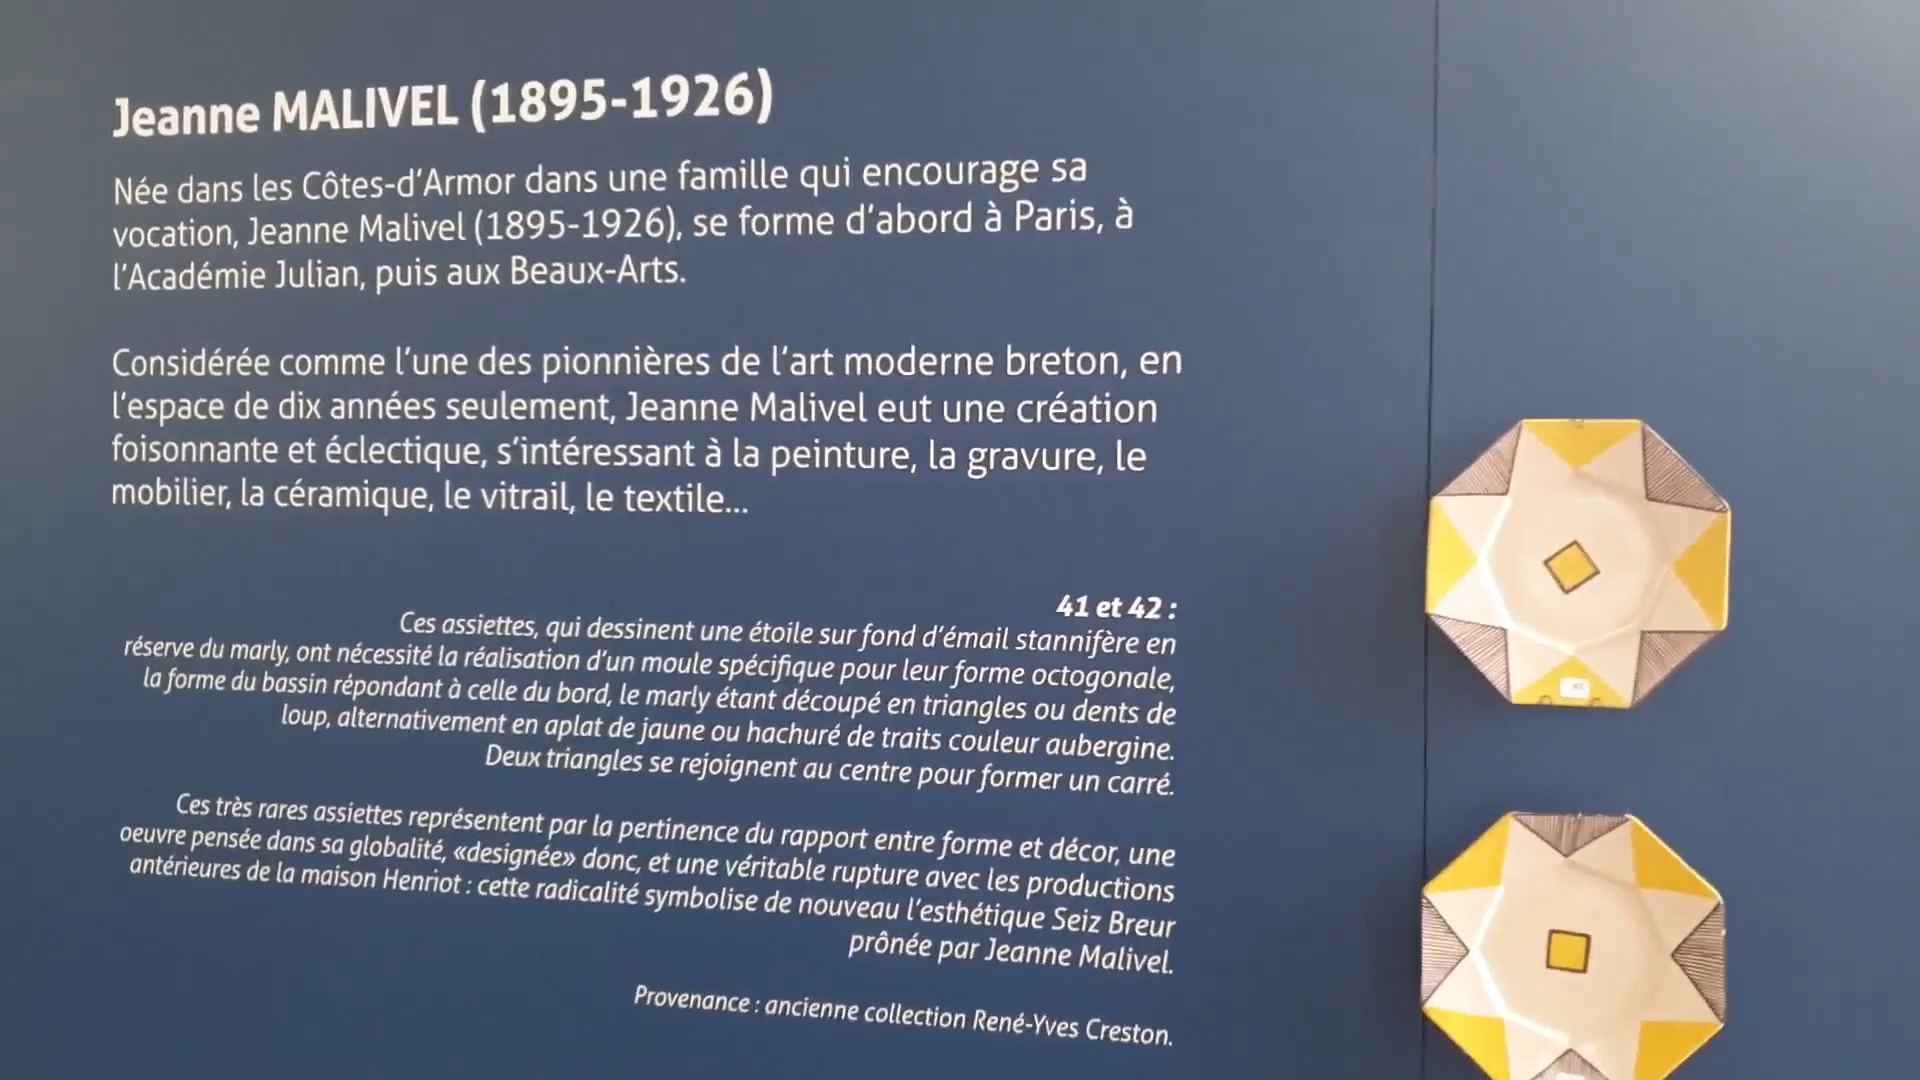 Jeanne MALIVEL (1895-1926)
Née dans les Côtes-d'Armor dans une famille qui encourage sa
vocation, Jeanne Malivel (1895-1926), se forme d'abord à Paris, à
l'Académie Julian, puis aux Beaux-Arts.
Considérée comme l'une des pionnières de l'art moderne breton, en
l'espace de dix années seulement, Jeanne Malivel eut une création
foisonnante et éclectique, s'intéressant à la peinture, la gravure, le
mobilier, la céramique, le vitrail, le textile...
41 et 42 :
Ces assiettes, qui dessinent une étoile sur fond d'émail stannifère en
réserve du marly, ont nécessité la réalisation d'un moule spécifique pour leur forme octogonale,
la forme du bassin répondant à celle du bord, le marly étant découpé en triangles ou dents de
loup, alternativement en aplat de jaune ou hachuré de traits couleur aubergine.
Deux triangles se rejoignent au centre pour former un carré.
Ces très rares assiettes représentent par la pertinence du rapport entre forme et décor, une
oeuvre pensée dans sa globalité, «designée» donc, et une véritable rupture avec les productions
antérieures de la maison Henriot : cette radicalité symbolise de nouveau l'esthétique Seiz Breur
prônée par Jeanne Malivel.
Provenance : ancienne collection René-Yves Creston.